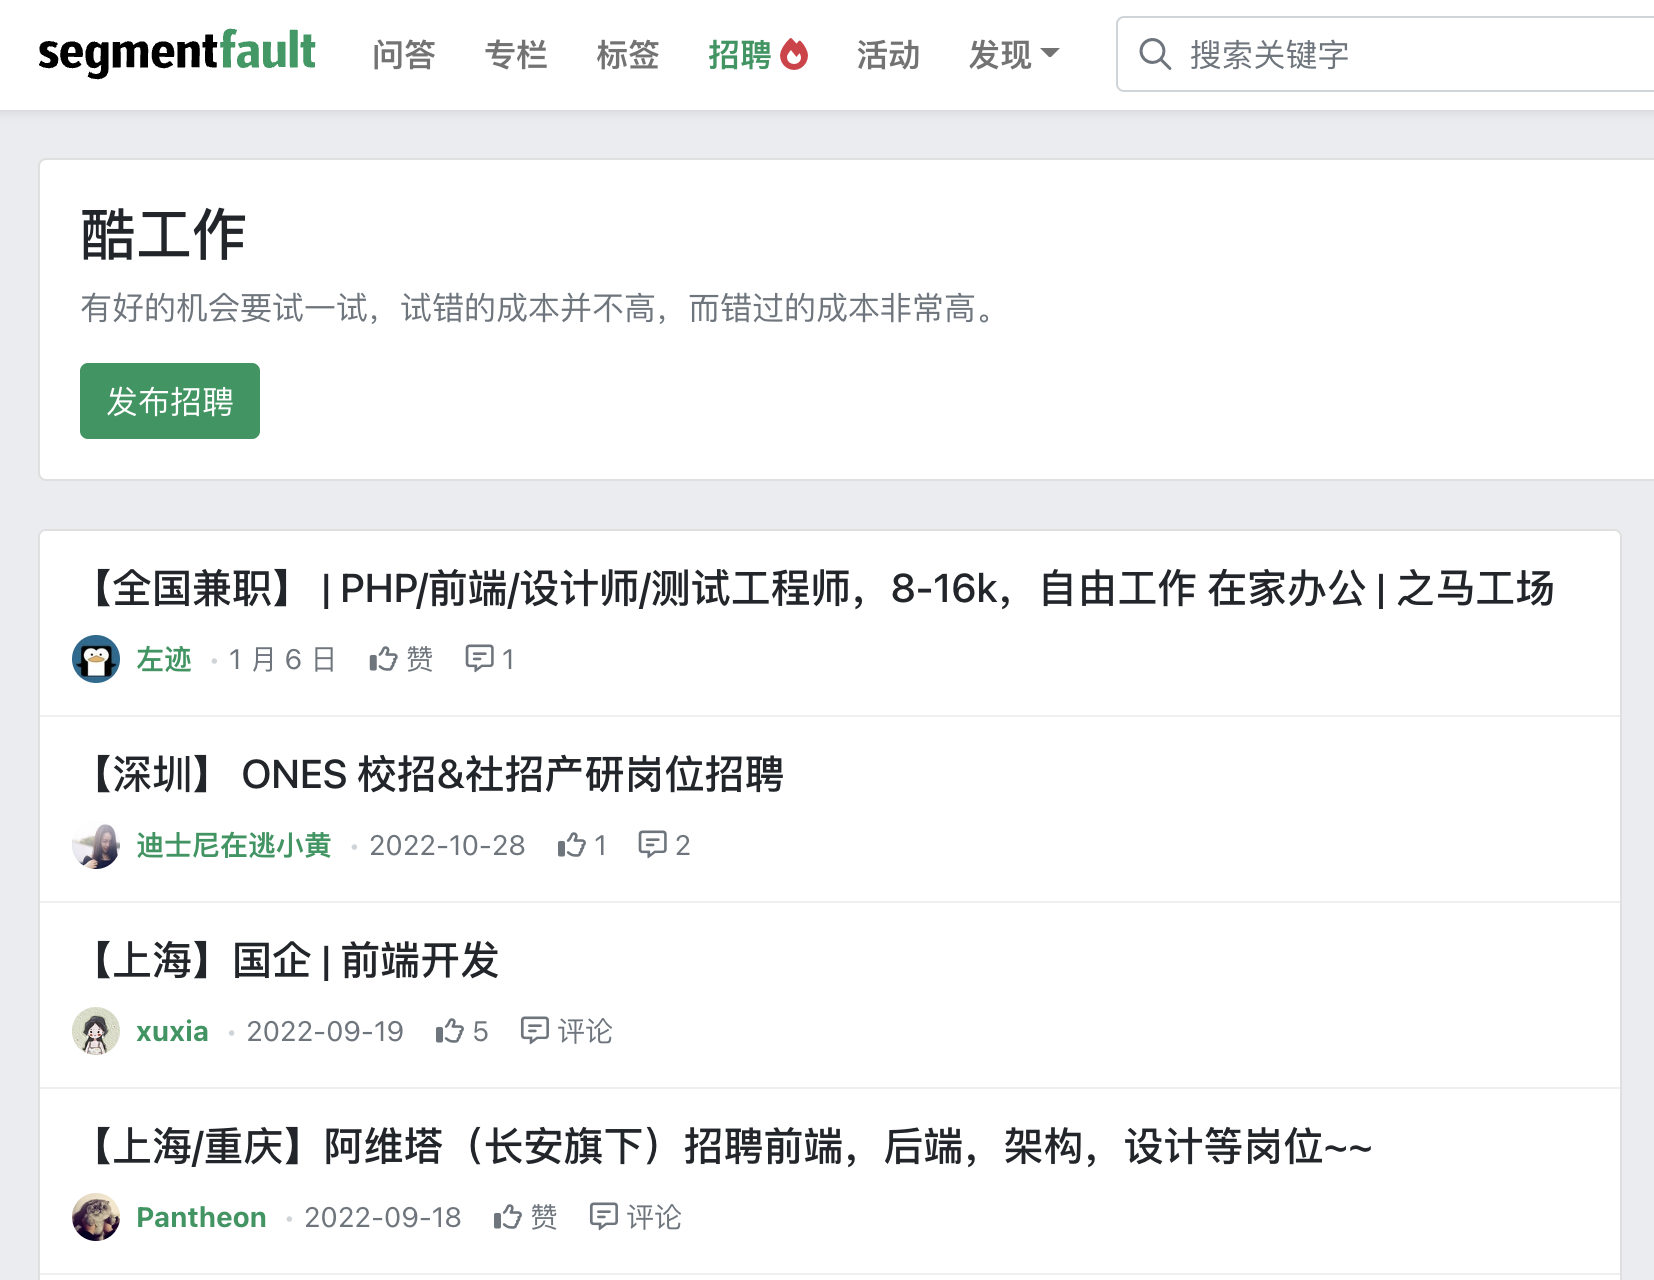 segmentfault 问答 专栏 标签 招聘 活动 发现 搜索关键字
酷工作
有好的机会要试一试，试错的成本并不高，而错过的成本非常高。
发布招聘
【全国兼职】 | PHP/前端/设计师/测试工程师，8-16k，自由工作 在家办公 | 之马工场
左迹 · 1 月 6 日 赞 1
【深圳】 ONES 校招&社招产研岗位招聘
迪士尼在逃小黄 · 2022-10-28 1 2
【上海】国企 | 前端开发
xuxia · 2022-09-19 5 评论
【上海/重庆】阿维塔（长安旗下）招聘前端，后端，架构，设计等岗位~~
Pantheon · 2022-09-18 赞 评论